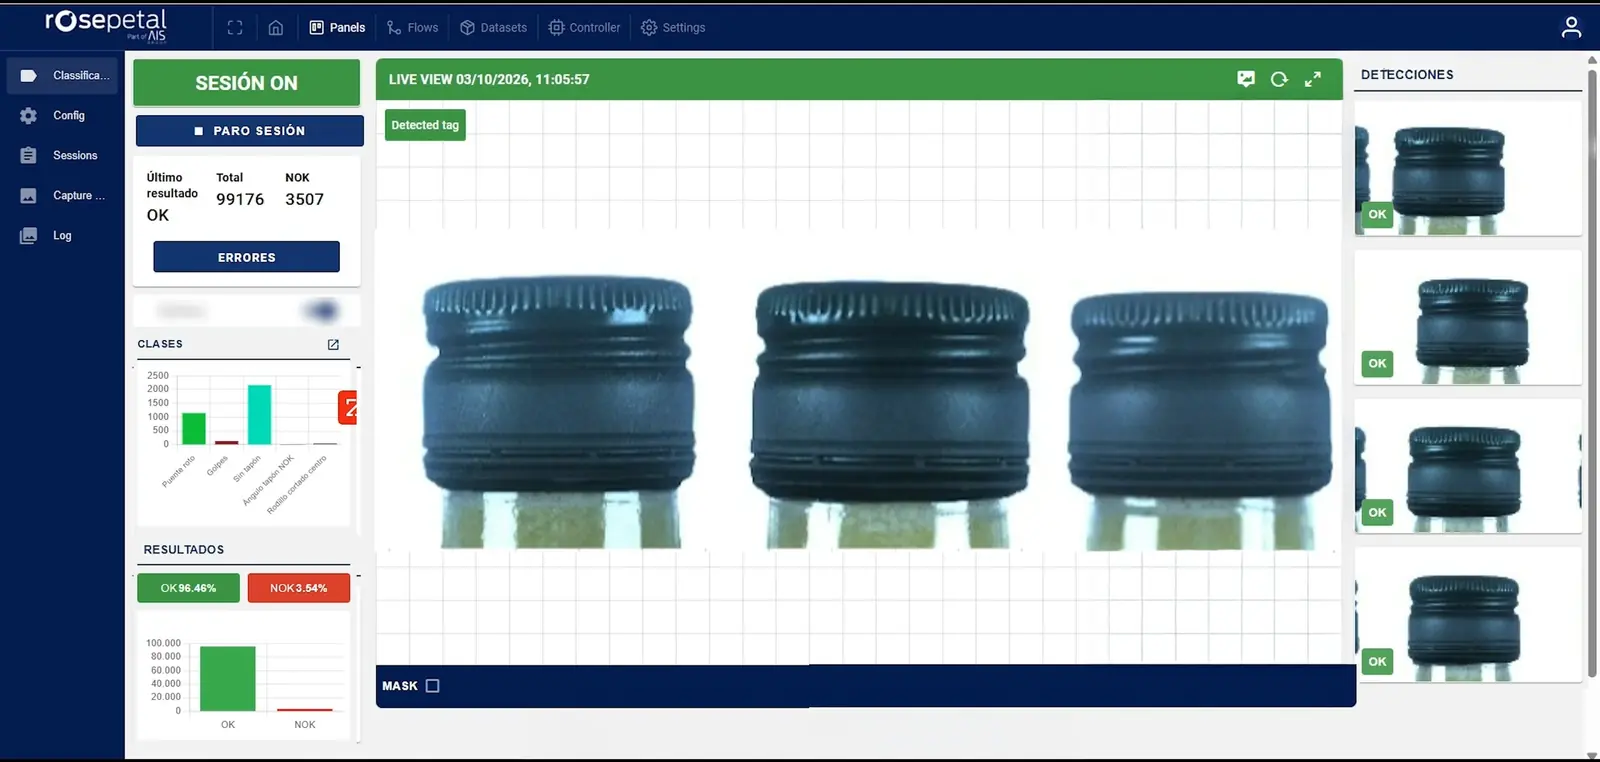 rosepetal
Part of AIS
GROUP
Panels
Flows
Datasets
Controller
Settings
Classifica...
Config
Sessions
Capture ...
Log
SESIÓN ON
PARO SESIÓN
Último
resultado
OK
Total
99176
NOK
3507
ERRORES
CLASES
2500
2000
1500
1000
500
0
Puente roto
Golpes
Sin tapón
Ángulo tapón NOK
Rodillo cortado centro
RESULTADOS
OK 96.46%
NOK 3.54%
100.000
80.000
60.000
40.000
20.000
0
OK
NOK
LIVE VIEW 03/10/2026, 11:05:57
Detected tag
MASK
DETECCIONES
OK
OK
OK
OK